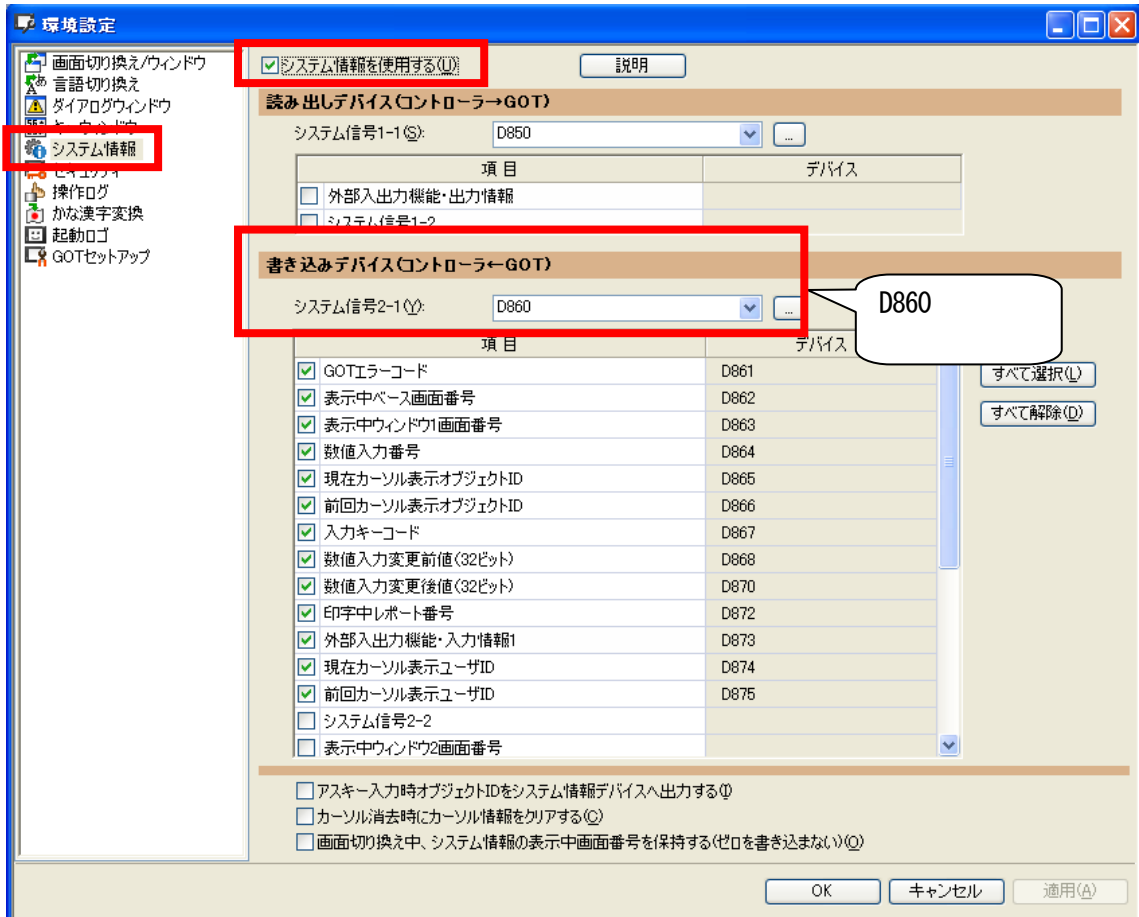 環境設定
画面切り換え/ウィンドウ
言語切り換え
ダイアログウィンドウ
キーウィンドウ
システム情報
セキュリティ
操作ログ
かな漢字変換
起動ロゴ
GOTセットアップ
システム情報を使用する(U)
説明
読み出しデバイス(コントローラ→GOT)
システム信号1-1(S): D850 ...
項目 デバイス
外部入出力機能・出力情報
システム信号1-2
書き込みデバイス(コントローラ←GOT)
システム信号2-1(Y): D860 ...
D860
項目 デバイス
GOTエラーコード D861
表示中ベース画面番号 D862
表示中ウィンドウ1画面番号 D863
数値入力番号 D864
現在カーソル表示オブジェクトID D865
前回カーソル表示オブジェクトID D866
入力キーコード D867
数値入力変更前値(32ビット) D868
数値入力変更後値(32ビット) D870
印字中レポート番号 D872
外部入出力機能・入力情報1 D873
現在カーソル表示ユーザID D874
前回カーソル表示ユーザID D875
システム信号2-2
表示中ウィンドウ2画面番号
すべて選択(L)
すべて解除(D)
アスキー入力時オブジェクトIDをシステム情報デバイスへ出力する(I)
カーソル消去時にカーソル情報をクリアする(C)
画面切り換え中、システム情報の表示中画面番号を保持する(ゼロを書き込まない)(O)
OK キャンセル 適用(A)